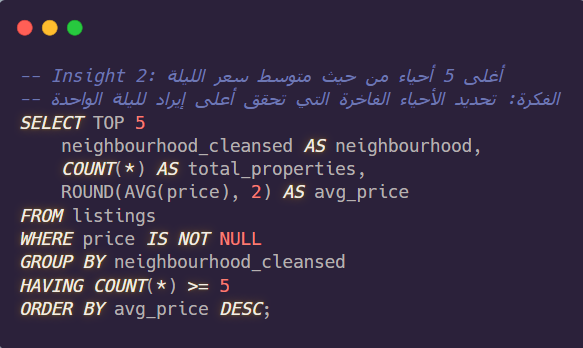 -- Insight 2: أغلى 5 أحياء من حيث متوسط سعر الليلة
-- الفكرة: تحديد الأحياء الفاخرة التي تحقق أعلى إيراد لليلة الواحدة
SELECT TOP 5
    neighbourhood_cleansed AS neighbourhood,
    COUNT(*) AS total_properties,
    ROUND(AVG(price), 2) AS avg_price
FROM listings
WHERE price IS NOT NULL
GROUP BY neighbourhood_cleansed
HAVING COUNT(*) >= 5
ORDER BY avg_price DESC;